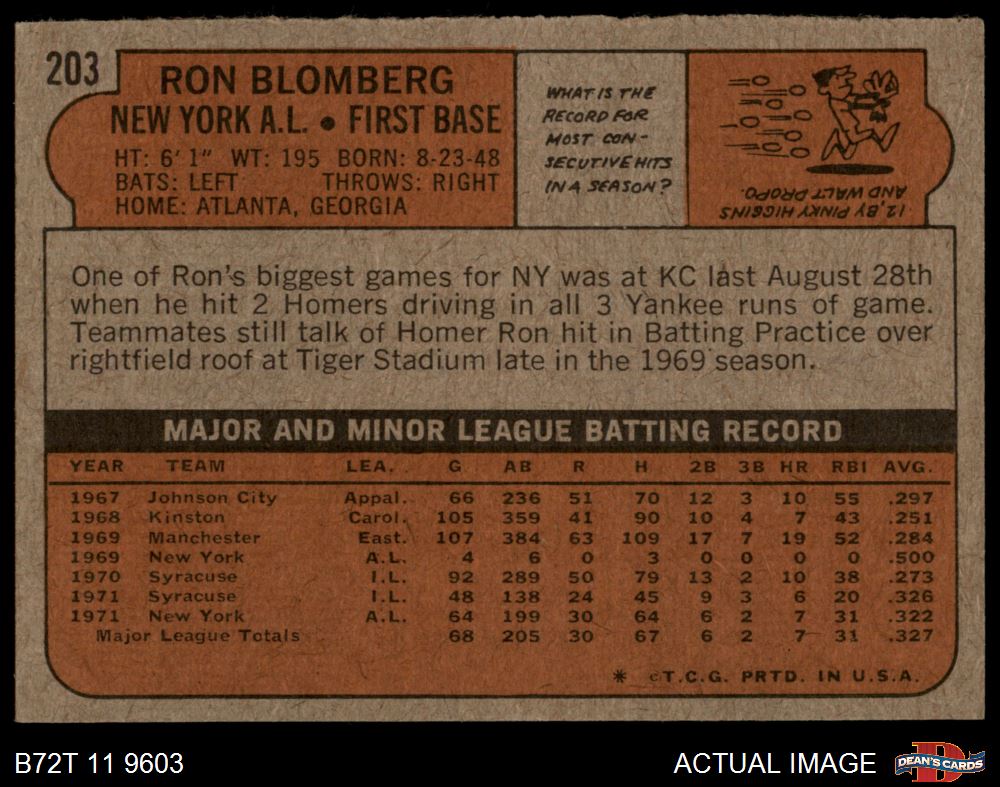 203
RON BLOMBERG
NEW YORK A.L. • FIRST BASE
HT: 6' 1" WT: 195 BORN: 8-23-48
BATS: LEFT THROWS: RIGHT
HOME: ATLANTA, GEORGIA
WHAT IS THE
RECORD FOR
MOST CON-
SECUTIVE HITS
IN A SEASON?
12, BY PINKY HIGGINS
AND WALT DROPO.
One of Ron's biggest games for NY was at KC last August 28th
when he hit 2 Homers driving in all 3 Yankee runs of game.
Teammates still talk of Homer Ron hit in Batting Practice over
rightfield roof at Tiger Stadium late in the 1969 season.
MAJOR AND MINOR LEAGUE BATTING RECORD
YEAR TEAM LEA. G AB R H 2B 3B HR RBI AVG.
1967 Johnson City Appal. 66 236 51 70 12 3 10 55 .297
1968 Kinston Carol. 105 359 41 90 10 4 7 43 .251
1969 Manchester East. 107 384 63 109 17 7 19 52 .284
1969 New York A.L. 4 6 0 3 0 0 0 0 .500
1970 Syracuse I.L. 92 289 50 79 13 2 10 38 .273
1971 Syracuse I.L. 48 138 24 45 9 3 6 20 .326
1971 New York A.L. 64 199 30 64 6 2 7 31 .322
Major League Totals 68 205 30 67 6 2 7 31 .327
* ©T.C.G. PRTD. IN U.S.A.
B72T 11 9603
ACTUAL IMAGE
D
DEAN'S CARDS